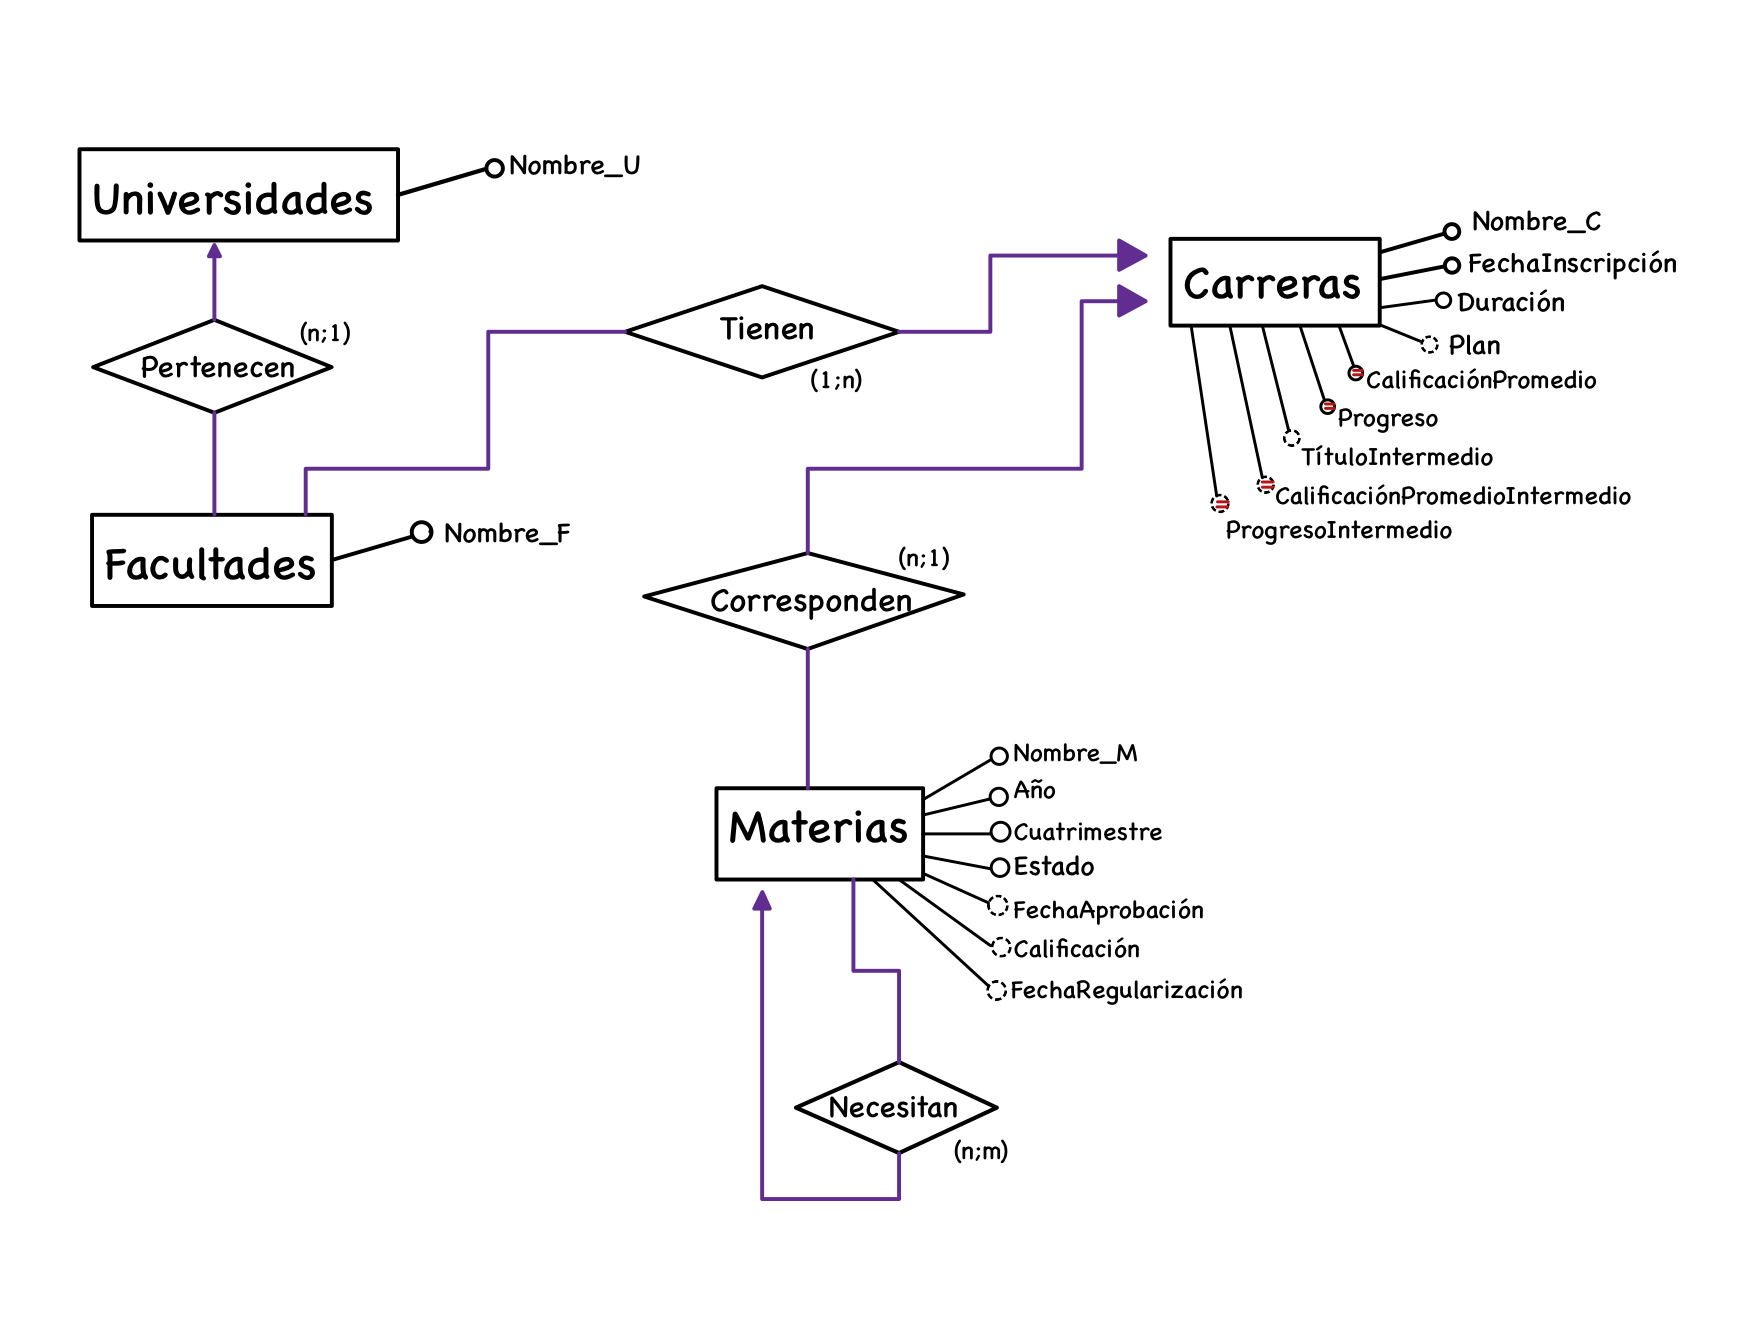 Universidades
Nombre_U
Pertenecen
(n;1)
Facultades
Nombre_F
Tienen
(1;n)
Carreras
Nombre_C
FechaInscripción
Duración
Plan
CalificaciónPromedio
Progreso
TítuloIntermedio
CalificaciónPromedioIntermedio
ProgresoIntermedio
Corresponden
(n;1)
Materias
Nombre_M
Año
Cuatrimestre
Estado
FechaAprobación
Calificación
FechaRegularización
Necesitan
(n;m)